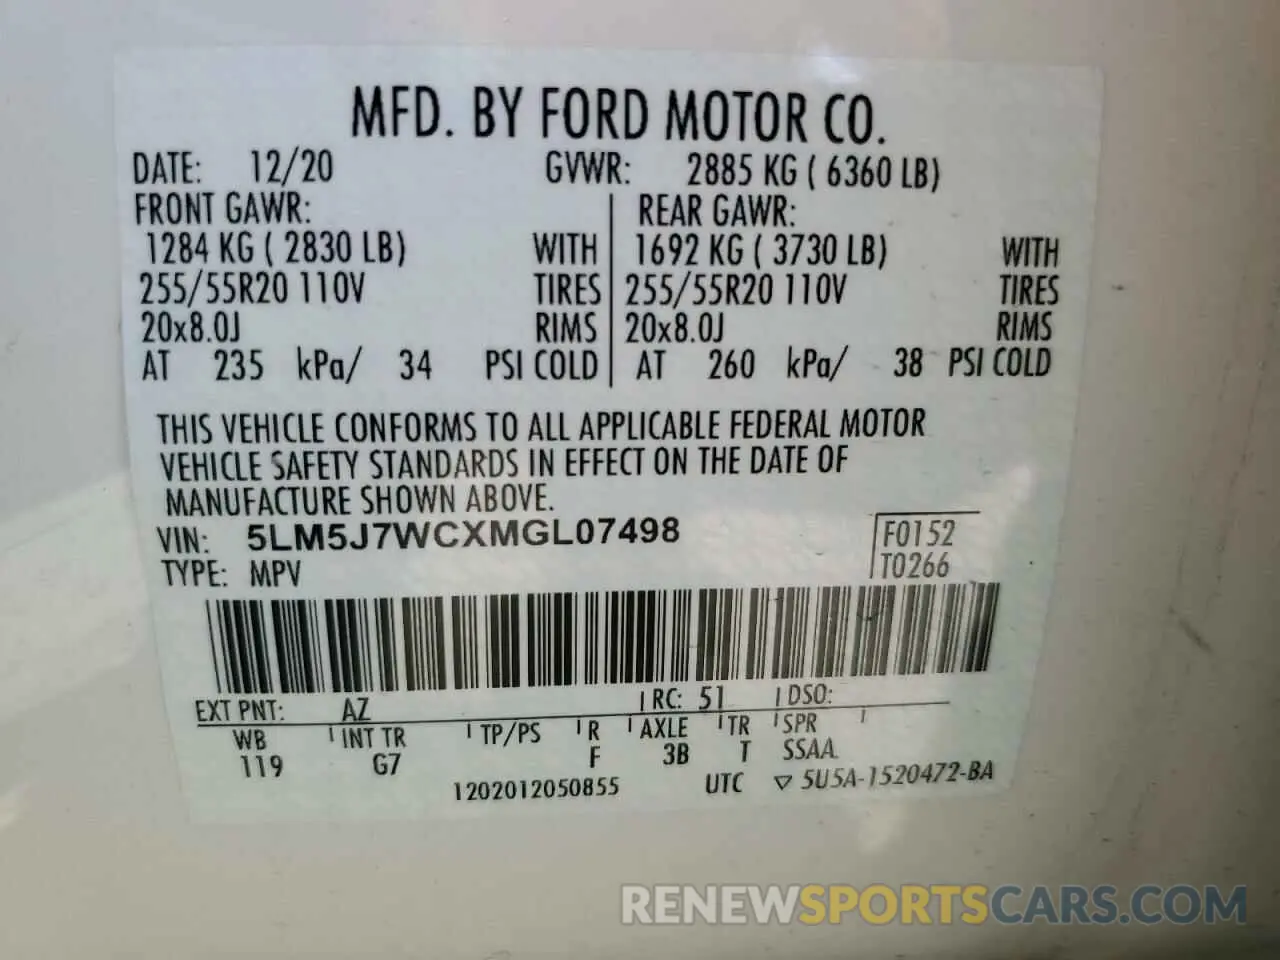 MFD. BY FORD MOTOR CO.
DATE: 12/20 GVWR: 2885 KG ( 6360 LB)
FRONT GAWR: REAR GAWR:
1284 KG ( 2830 LB) WITH 1692 KG ( 3730 LB) WITH
255/55R20 110V TIRES 255/55R20 110V TIRES
20x8.0J RIMS 20x8.0J RIMS
AT 235 kPa/ 34 PSI COLD AT 260 kPa/ 38 PSI COLD
THIS VEHICLE CONFORMS TO ALL APPLICABLE FEDERAL MOTOR
VEHICLE SAFETY STANDARDS IN EFFECT ON THE DATE OF
MANUFACTURE SHOWN ABOVE.
VIN: 5LM5J7WCXMGL07498 F0152
TYPE: MPV T0266
EXT PNT: AZ RC: 51 DSO:
WB INT TR TP/PS R AXLE TR SPR
119 G7 F 3B T SSAA
1202012050855 UTC ▽ 5U5A-1520472-BA
RENEWSPORTSCARS.COM